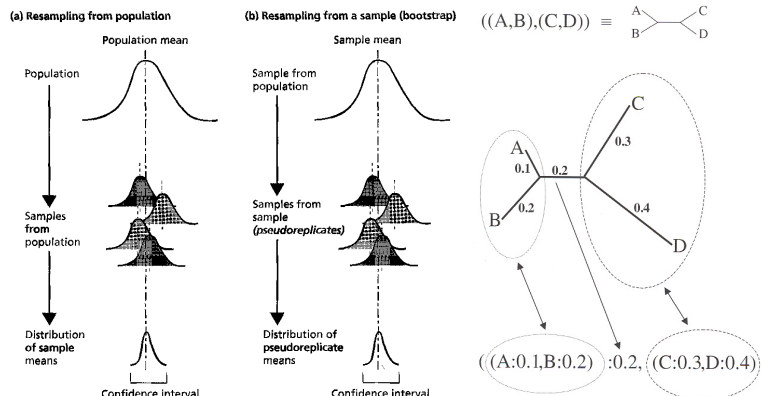 (a) Resampling from population
Population mean
Population
Samples
from
population
Distribution
of sample
means
Confidence interval
(b) Resampling from a sample (bootstrap)
Sample mean
Sample from
population
Samples from
sample
(pseudoreplicates)
Distribution of
pseudoreplicate
means
Confidence interval
((A,B),(C,D)) ≡
A
B
C
D
A
B
C
D
0.1
0.2
0.2
0.3
0.4
((A:0.1,B:0.2) :0.2, (C:0.3,D:0.4)